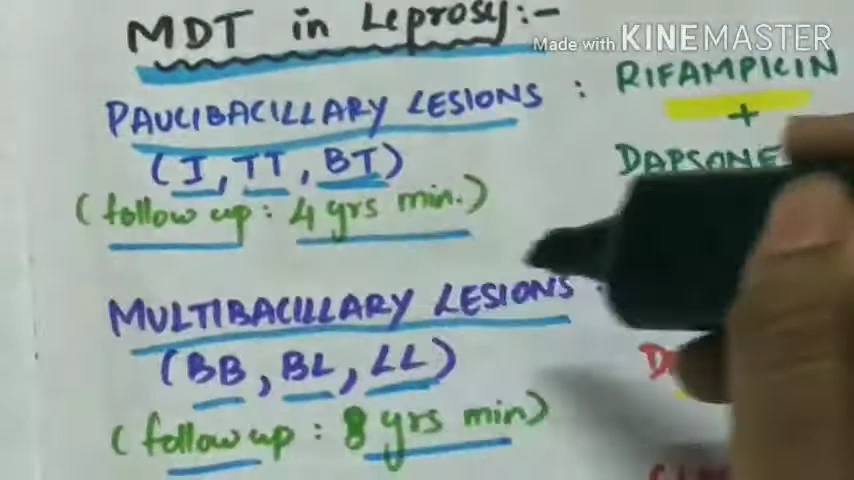 MDT in Leprosy:-
Made with KINEMASTER
PAUCIBACILLARY LESIONS : RIFAMPICIN
+
(I, TT, BT) DAPSONE
(follow up: 4 yrs min.)
MULTIBACILLARY LESIONS
(BB, BL, LL)
(follow up : 8 yrs min)